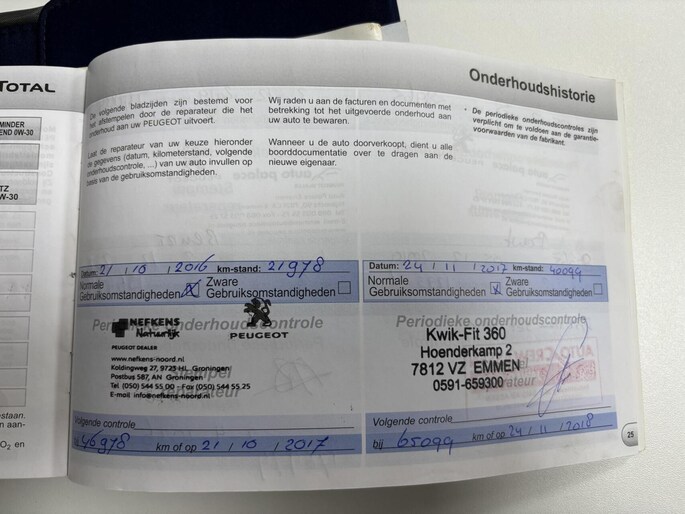 TOTAL
MINDER
END 0W-30
W-30
Onderhoudshistorie
De volgende bladzijden zijn bestemd voor
het afstempelen door de reparateur die het
onderhoud aan uw PEUGEOT uitvoert.
Laat de reparateur van uw keuze hieronder
de gegevens (datum, kilometerstand, volgende
onderhoudscontrole, ...) van uw auto invullen op
basis van de gebruiksomstandigheden.
Wij raden u aan de facturen en documenten met
betrekking tot het uitgevoerde onderhoud aan
uw auto te bewaren.
Wanneer u de auto doorverkoopt, dient u alle
boorddocumentatie over te dragen aan de
nieuwe eigenaar.
* De periodieke onderhoudscontroles zijn
verplicht om te voldoen aan de garantie-
voorwaarden van de fabrikant.
Datum: 21 / 10 / 2016 km-stand: 21978
Normale
Gebruiksomstandigheden
Zware
Gebruiksomstandigheden
Periodieke onderhoudscontrole
NEFKENS
Natuurlijk
PEUGEOT
PEUGEOT DEALER
www.nefkens-noord.nl
Koldingweg 27, 9723 HL Groningen
Postbus 587, AN Groningen
Tel (050) 544 55 00 - Fax (050) 544 55 25
E-mail info@nefkens-noord.nl
Stempel
reparateur
Volgende controle
46978 km of op 21 / 10 / 2017
Datum: 24 / 11 / 2017 km-stand: 40099
Normale
Gebruiksomstandigheden
Zware
Gebruiksomstandigheden
Periodieke onderhoudscontrole
Kwik-Fit 360
Hoenderkamp 2
7812 VZ EMMEN
0591-659300
Volgende controle
bij 65099 km of op 24 / 11 / 2018
25